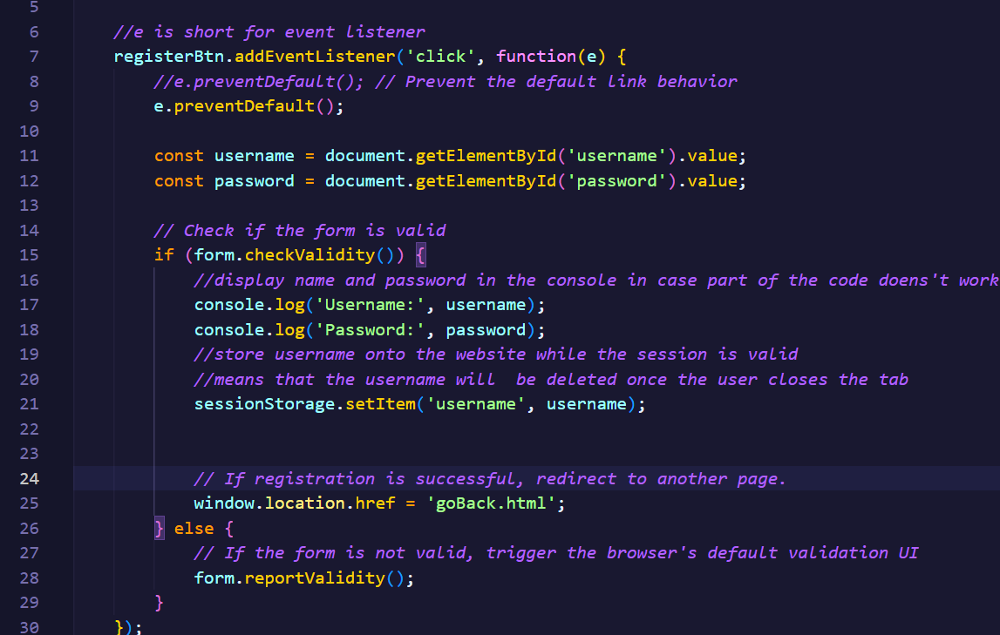 5
6 //e is short for event listener
7 registerBtn.addEventListener('click', function(e) {
8 //e.preventDefault(); // Prevent the default link behavior
9 e.preventDefault();
10
11 const username = document.getElementById('username').value;
12 const password = document.getElementById('password').value;
13
14 // Check if the form is valid
15 if (form.checkValidity()) {
16 //display name and password in the console in case part of the code doens't work
17 console.log('Username:', username);
18 console.log('Password:', password);
19 //store username onto the website while the session is valid
20 //means that the username will  be deleted once the user closes the tab
21 sessionStorage.setItem('username', username);
22
23
24 // If registration is successful, redirect to another page.
25 window.location.href = 'goBack.html';
26 } else {
27 // If the form is not valid, trigger the browser's default validation UI
28 form.reportValidity();
29 }
30 });